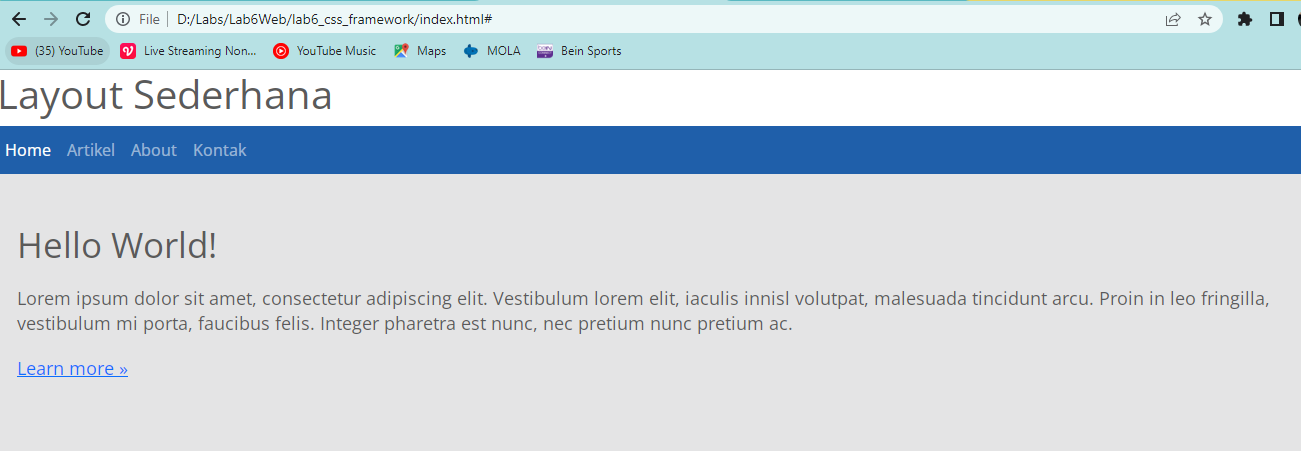 File | D:/Labs/Lab6Web/lab6_css_framework/index.html#
(35) YouTube Live Streaming Non... YouTube Music Maps MOLA Bein Sports
Layout Sederhana
Home Artikel About Kontak
Hello World!
Lorem ipsum dolor sit amet, consectetur adipiscing elit. Vestibulum lorem elit, iaculis innisl volutpat, malesuada tincidunt arcu. Proin in leo fringilla,
vestibulum mi porta, faucibus felis. Integer pharetra est nunc, nec pretium nunc pretium ac.
Learn more »